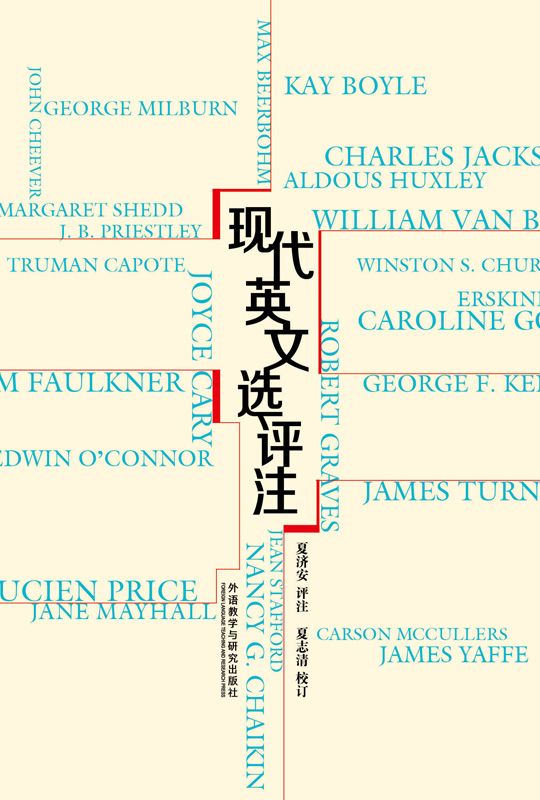 MAX BEERBOHM
JOHN CHEEVER
GEORGE MILBURN
KAY BOYLE
CHARLES JACKS
ALDOUS HUXLEY
MARGARET SHEDD
J. B. PRIESTLEY
WILLIAM VAN B
TRUMAN CAPOTE
JOYCE CARY
现代英文选评注
WINSTON S. CHUR
ERSKIN
CAROLINE GO
ROBERT GRAVES
M FAULKNER
GEORGE F. KE
EDWIN O’CONNOR
JAMES TURN
JEAN STAFFORD
NANCY G. CHAIKIN
夏济安 评注
夏志清 校订
UCIEN PRICE
JANE MAYHALL
外语教学与研究出版社
FOREIGN LANGUAGE TEACHING AND RESEARCH PRESS
CARSON MCCULLERS
JAMES YAFFE